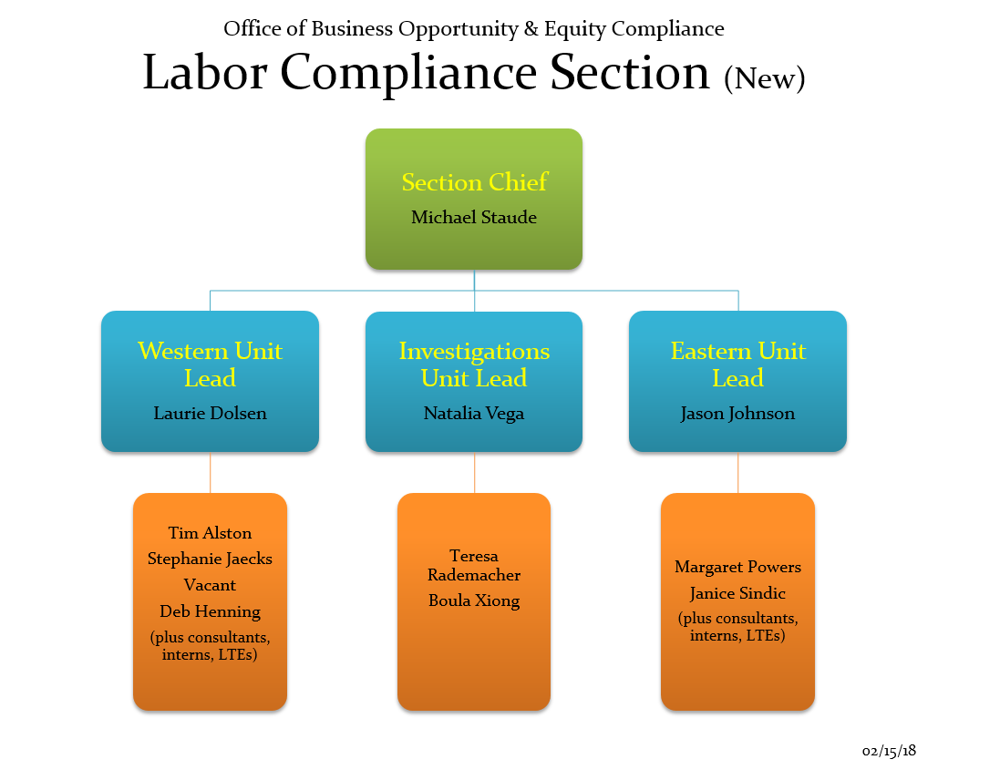 Office of Business Opportunity & Equity Compliance
Labor Compliance Section (New)
Section Chief
Michael Staude
Western Unit
Lead
Laurie Dolsen
Investigations
Unit Lead
Natalia Vega
Eastern Unit
Lead
Jason Johnson
Tim Alston
Stephanie Jaecks
Vacant
Deb Henning
(plus consultants,
interns, LTEs)
Teresa
Rademacher
Boula Xiong
Margaret Powers
Janice Sindic
(plus consultants,
interns, LTEs)
02/15/18